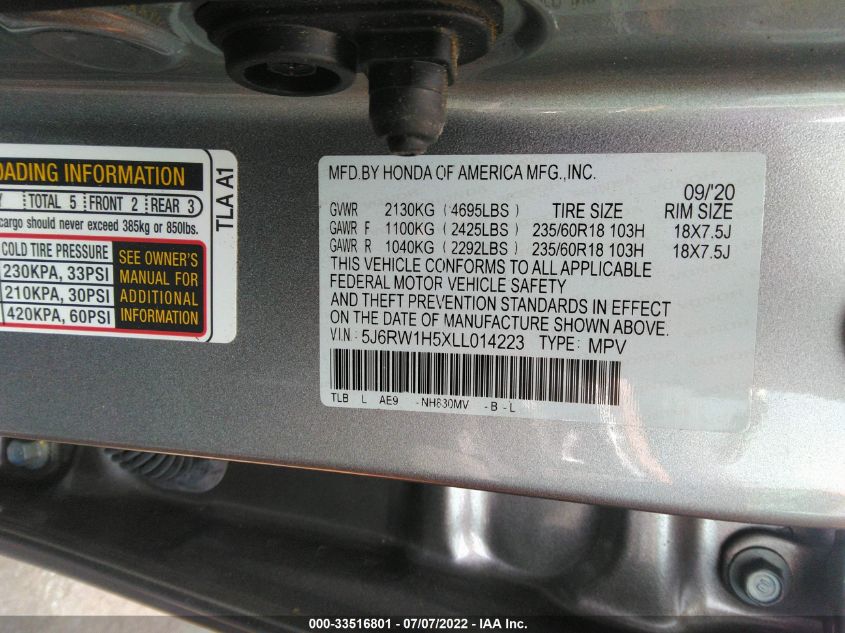 OADING INFORMATION
Y TOTAL 5 FRONT 2 REAR 3
cargo should never exceed 385kg or 850lbs.
COLD TIRE PRESSURE
230KPA, 33PSI
210KPA, 30PSI
420KPA, 60PSI
SEE OWNER'S
MANUAL FOR
ADDITIONAL
INFORMATION
TLA A1
MFD.BY HONDA OF AMERICA MFG.,INC.
09/'20
GVWR 2130KG (4695LBS) TIRE SIZE RIM SIZE
GAWR F 1100KG (2425LBS) 235/60R18 103H 18X7.5J
GAWR R 1040KG (2292LBS) 235/60R18 103H 18X7.5J
THIS VEHICLE CONFORMS TO ALL APPLICABLE
FEDERAL MOTOR VEHICLE SAFETY
AND THEFT PREVENTION STANDARDS IN EFFECT
ON THE DATE OF MANUFACTURE SHOWN ABOVE.
V.I.N: 5J6RW1H5XLL014223 TYPE: MPV
TLB L AE9 -NH830MV -B-L
000-33516801 - 07/07/2022 - IAA Inc.